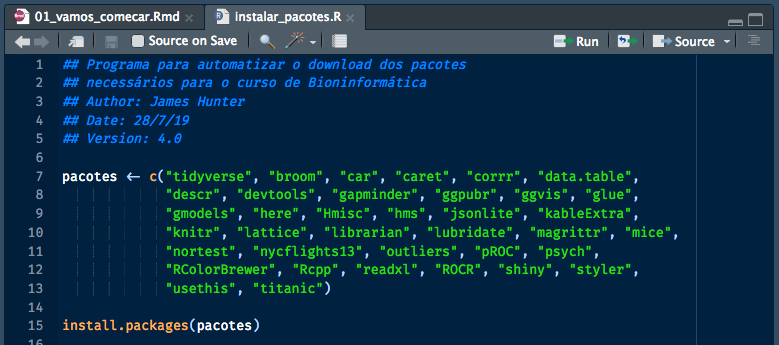 01_vamos_comecar.Rmd × Instalar_pacotes.R ×
Source on Save Run Source
1 ## Programa para automatizar o download dos pacotes
2 ## necessários para o curso de Bioninformática
3 ## Author: James Hunter
4 ## Date: 28/7/19
5 ## Version: 4.0
6
7 pacotes <- c("tidyverse", "broom", "car", "caret", "corrr", "data.table",
8 "descr", "devtools", "gapminder", "ggpubr", "ggvis", "glue",
9 "gmodels", "here", "Hmisc", "hms", "jsonlite", "kableExtra",
10 "knitr", "lattice", "librarian", "lubridate", "magrittr", "mice",
11 "nortest", "nycflights13", "outliers", "pROC", "psych",
12 "RColorBrewer", "Rcpp", "readxl", "ROCR", "shiny", "styler",
13 "usethis", "titanic")
14
15 install.packages(pacotes)
16